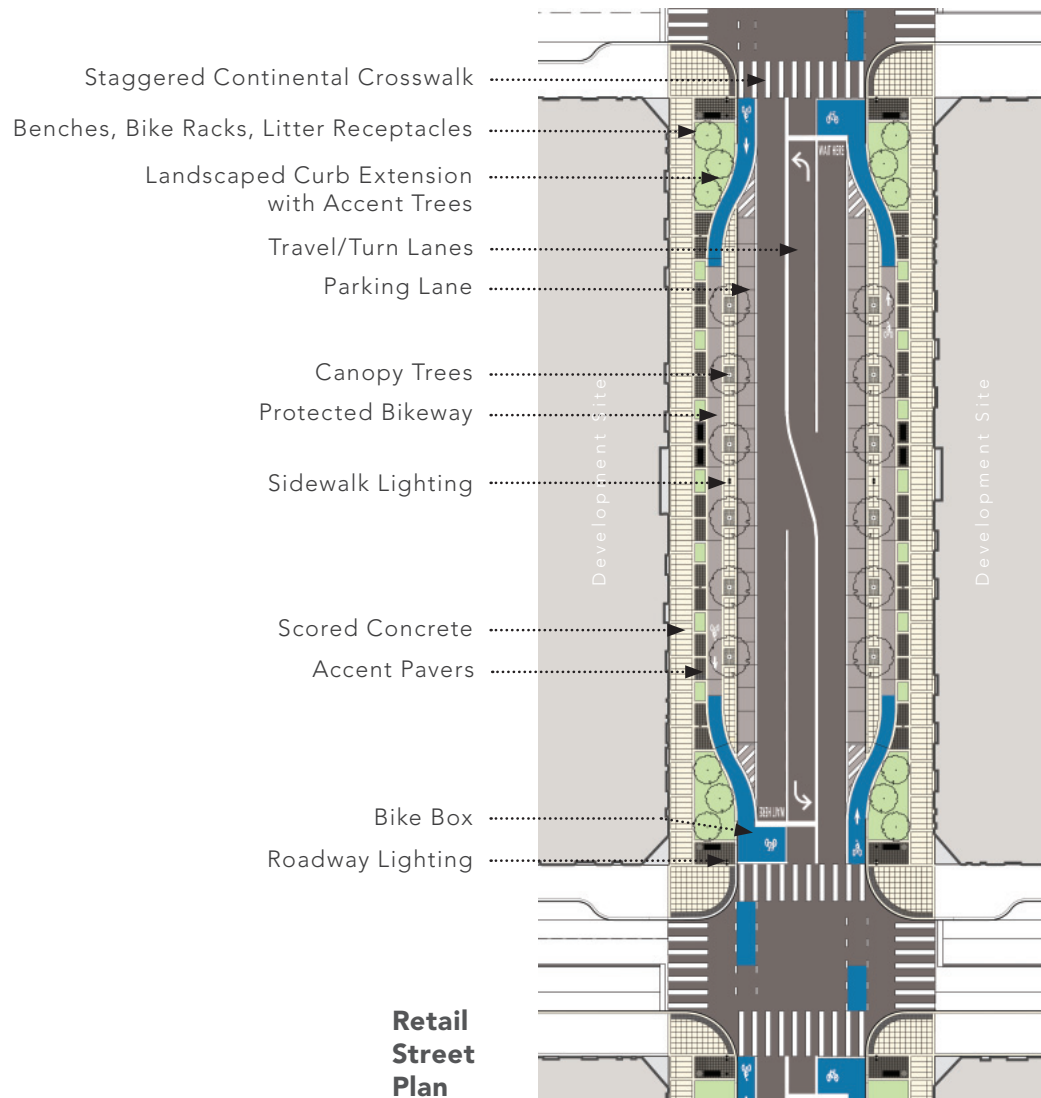 Staggered Continental Crosswalk
Benches, Bike Racks, Litter Receptacles
Landscaped Curb Extension
with Accent Trees
Travel/Turn Lanes
Parking Lane
Canopy Trees
Protected Bikeway
Sidewalk Lighting
Scored Concrete
Accent Pavers
Bike Box
Roadway Lighting
Retail
Street
Plan
WAIT HERE
Development Site
Development Site
WAIT HERE